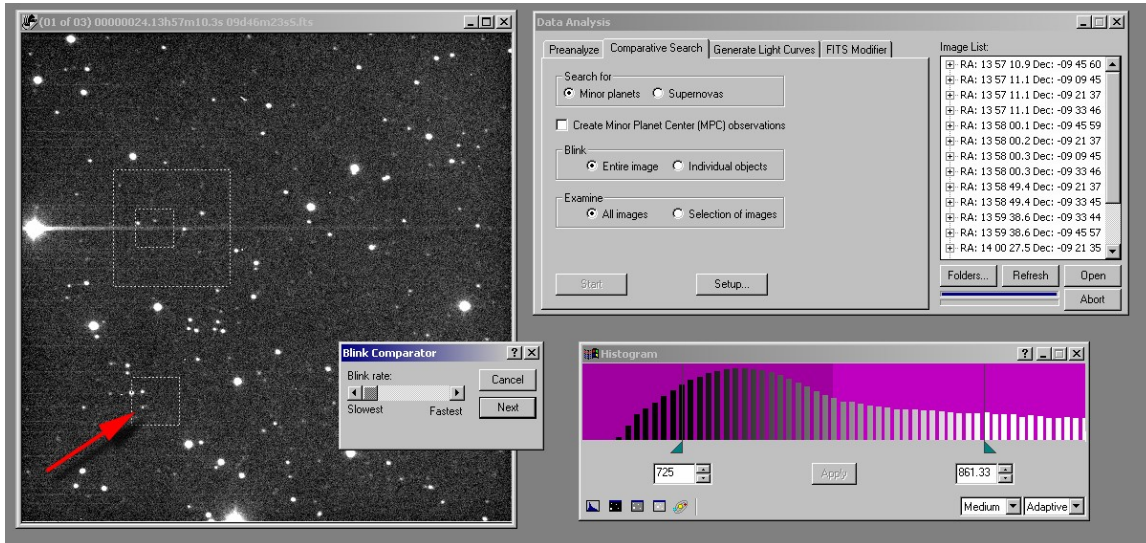 (01 of 03) 00000024.13h57m10.3s 09d46m23s5.fts
Data Analysis
Preanalyze
Comparative Search
Generate Light Curves
FITS Modifier
Search for
Minor planets
Supernovas
Create Minor Planet Center (MPC) observations
Blink
Entire image
Individual objects
Examine
All images
Selection of images
Start
Setup...
Image List:
RA: 13 57 10.9 Dec: -09 45 60
RA: 13 57 11.1 Dec: -09 09 45
RA: 13 57 11.1 Dec: -09 21 37
RA: 13 57 11.1 Dec: -09 33 46
RA: 13 58 00.1 Dec: -09 45 59
RA: 13 58 00.2 Dec: -09 21 37
RA: 13 58 00.3 Dec: -09 09 45
RA: 13 58 00.3 Dec: -09 33 46
RA: 13 58 49.4 Dec: -09 21 37
RA: 13 58 49.4 Dec: -09 33 45
RA: 13 59 38.6 Dec: -09 33 44
RA: 13 59 38.6 Dec: -09 45 57
RA: 14 00 27.5 Dec: -09 21 35
Folders...
Refresh
Open
Abort
Blink Comparator
Blink rate:
Slowest
Fastest
Cancel
Next
Histogram
725
Apply
861.33
Medium
Adaptive